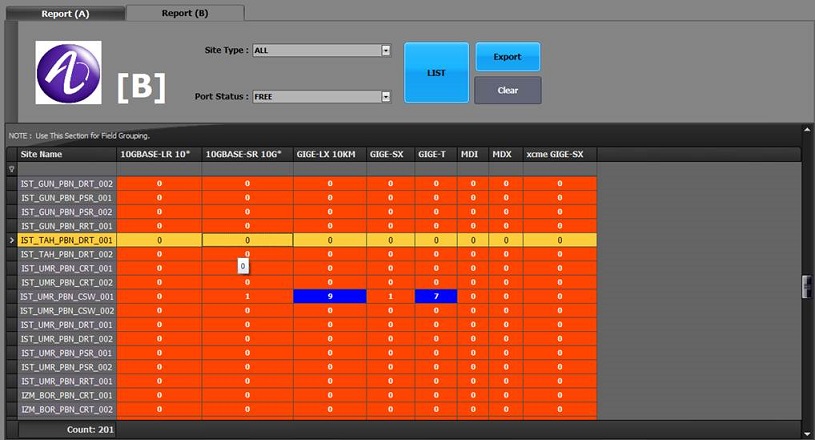 Report (A) Report (B)
Site Type : ALL
[B] LIST Export
Port Status : FREE Clear
NOTE : Use This Section for Field Grouping.
Site Name 10GBASE-LR 10* 10GBASE-SR 10G* GIGE-LX 10KM GIGE-SX GIGE-T MDI MDX xcme GIGE-SX
IST_GUN_PBN_DRT_002 0 0 0 0 0 0 0 0
IST_GUN_PBN_PSR_001 0 0 0 0 0 0 0 0
IST_GUN_PBN_PSR_002 0 0 0 0 0 0 0 0
IST_GUN_PBN_RRT_001 0 0 0 0 0 0 0 0
IST_TAH_PBN_DRT_001 0 0 0 0 0 0 0 0
IST_TAH_PBN_DRT_002 0 0 0 0 0 0 0 0
IST_UMR_PBN_CRT_001 0 0 0 0 0 0 0 0
IST_UMR_PBN_CRT_002 0 0 0 0 0 0 0 0
IST_UMR_PBN_CSW_001 0 1 9 1 7 0 0 0
IST_UMR_PBN_CSW_002 0 0 0 0 0 0 0 0
IST_UMR_PBN_DRT_001 0 0 0 0 0 0 0 0
IST_UMR_PBN_DRT_002 0 0 0 0 0 0 0 0
IST_UMR_PBN_PSR_001 0 0 0 0 0 0 0 0
IST_UMR_PBN_PSR_002 0 0 0 0 0 0 0 0
IST_UMR_PBN_RRT_001 0 0 0 0 0 0 0 0
IZM_BOR_PBN_CRT_001 0 0 0 0 0 0 0 0
IZM_BOR_PBN_CRT_002 0 0 0 0 0 0 0 0
Count: 201